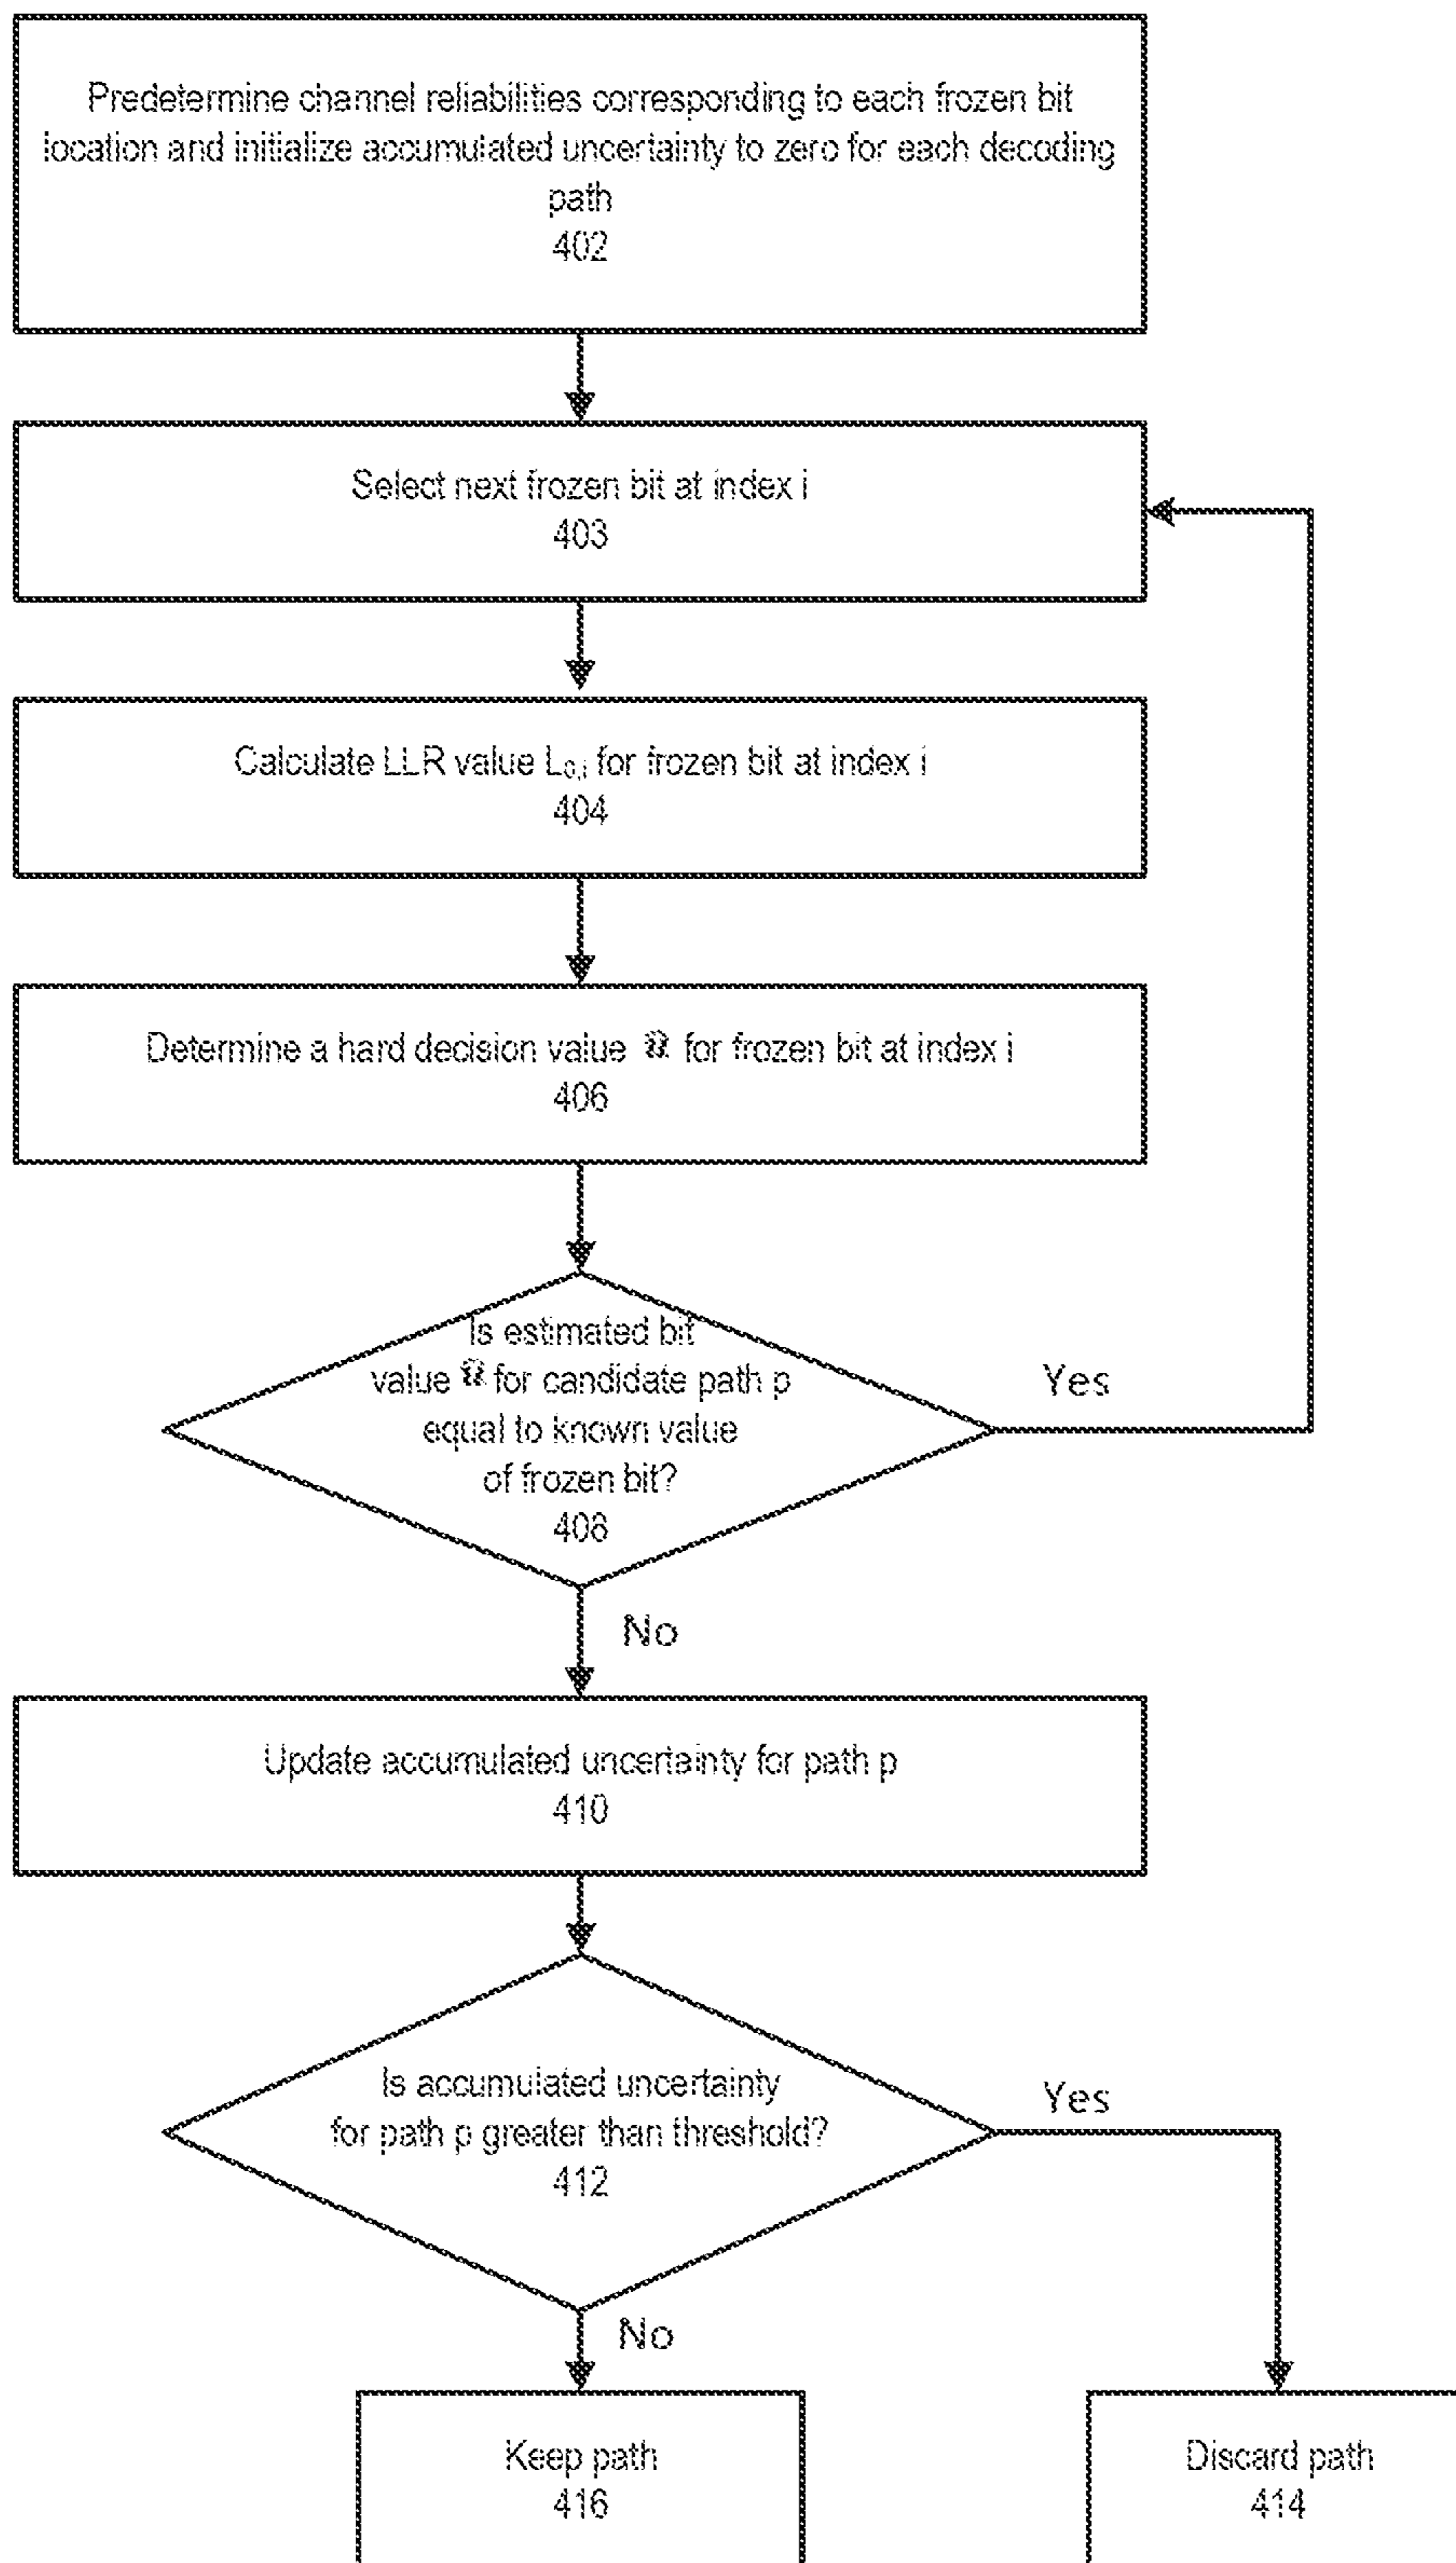 Predetermine channel reliabilities corresponding to each frozen bit
location and initialize accumulated uncertainty to zero for each decoding
path
402
Select next frozen bit at index i
403
Calculate LLR value L₀,ᵢ for frozen bit at index i
404
Determine a hard decision value û for frozen bit at index i
406
Is estimated bit
value û for candidate path p
equal to known value
of frozen bit?
408
Yes
No
Update accumulated uncertainty for path p
410
Is accumulated uncertainty
for path p greater than threshold?
412
Yes
No
Keep path
416
Discard path
414